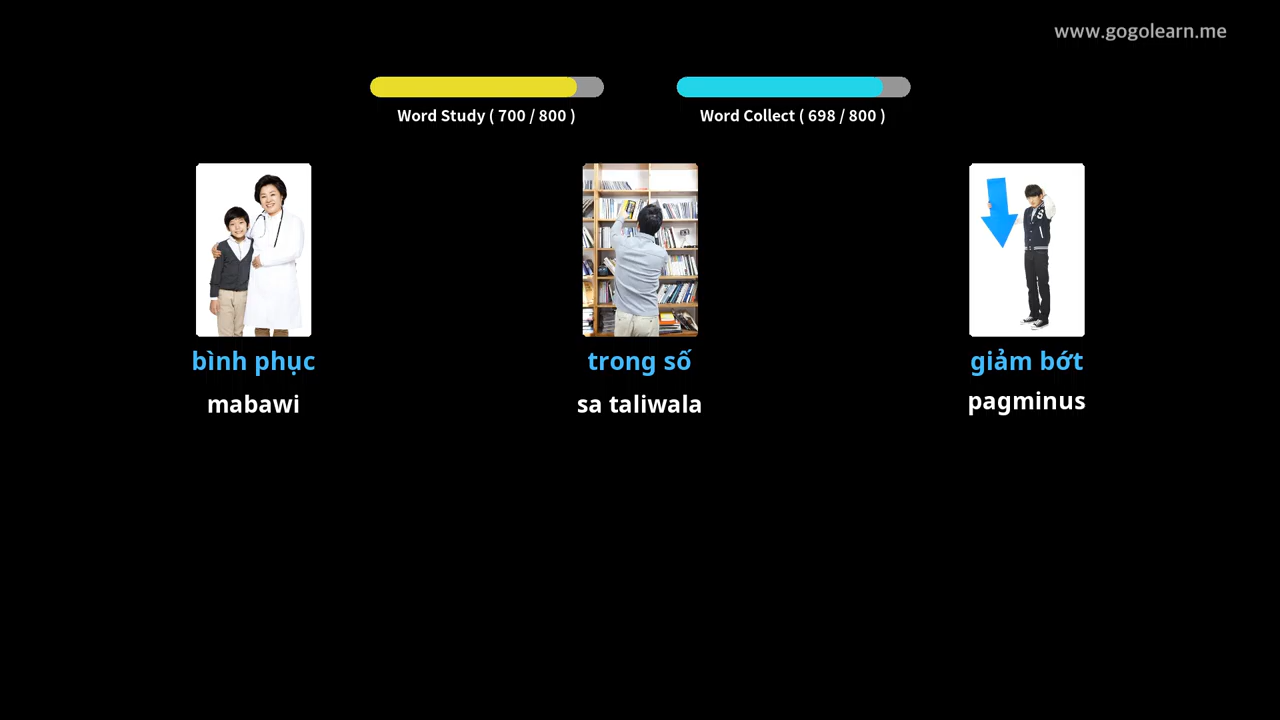 www.gogolearn.me
Word Study ( 700 / 800 )
Word Collect ( 698 / 800 )
bình phục
trong số
giảm bớt
mabawi
sa taliwala
pagminus